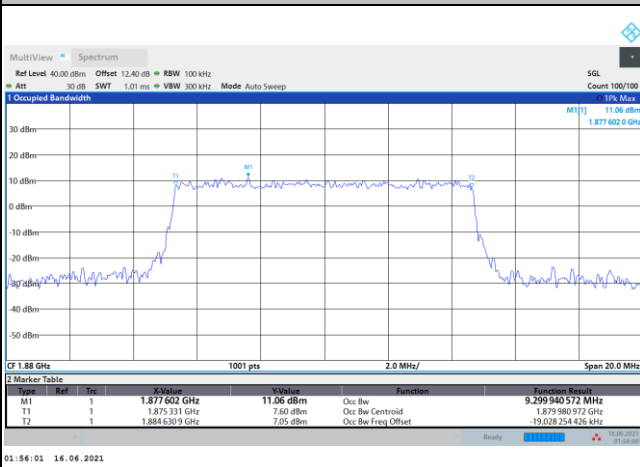 MultiView Spectrum
Ref Level 40.00 dBm Offset 12.40 dB RBW 100 kHz SGL
Att 30 dB SWT 1.01 ms VBW 300 kHz Mode Auto Sweep Count 100/100
1 Occupied Bandwidth 1Pk Max
M1[1] 11.06 dBm
1.877 602 0 GHz
30 dBm
20 dBm
T1 M1 T2
10 dBm
0 dBm
-10 dBm
-20 dBm
-30 dBm
-40 dBm
-50 dBm
CF 1.88 GHz 1001 pts 2.0 MHz/ Span 20.0 MHz
2 Marker Table
Type Ref Trc X-Value Y-Value Function Function Result
M1 1 1.877 602 GHz 11.06 dBm Occ Bw 9.299 940 572 MHz
T1 1 1.875 331 GHz 7.60 dBm Occ Bw Centroid 1.879 980 972 GHz
T2 1 1.884 630 9 GHz 7.05 dBm Occ Bw Freq Offset -19.028 254 426 kHz
Ready 16.06.2021
01:56:00
01:56:01 16.06.2021